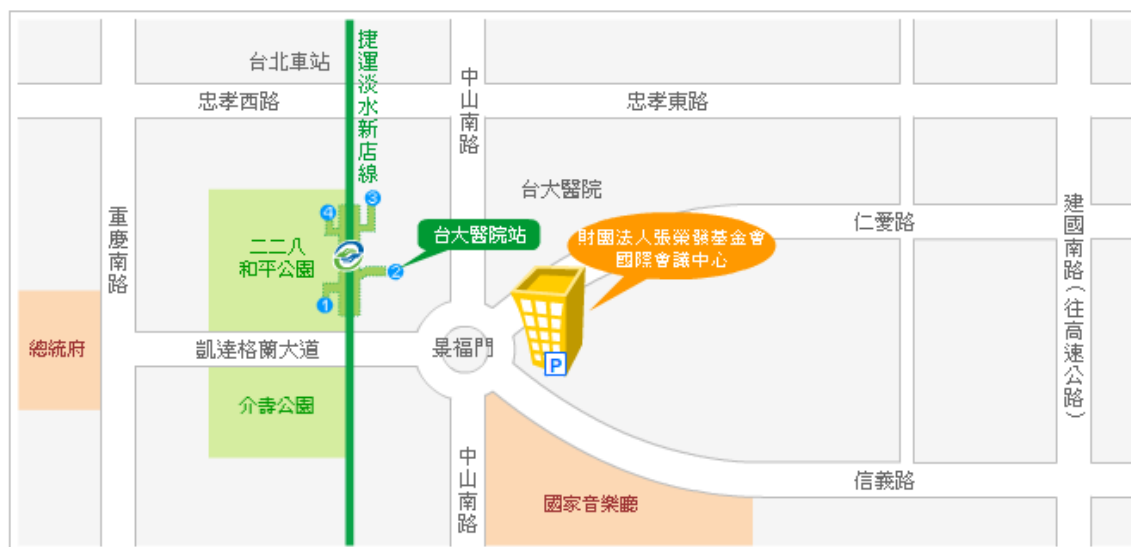 台北車站
捷運淡水新店線
中山南路
忠孝西路
忠孝東路
台大醫院
重慶南路
二二八
和平公園
4
3
2
1
台大醫院站
財團法人張榮發基金會
國際會議中心
仁愛路
建國南路(往高速公路)
總統府
凱達格蘭大道
景福門
P
介壽公園
中山南路
國家音樂廳
信義路